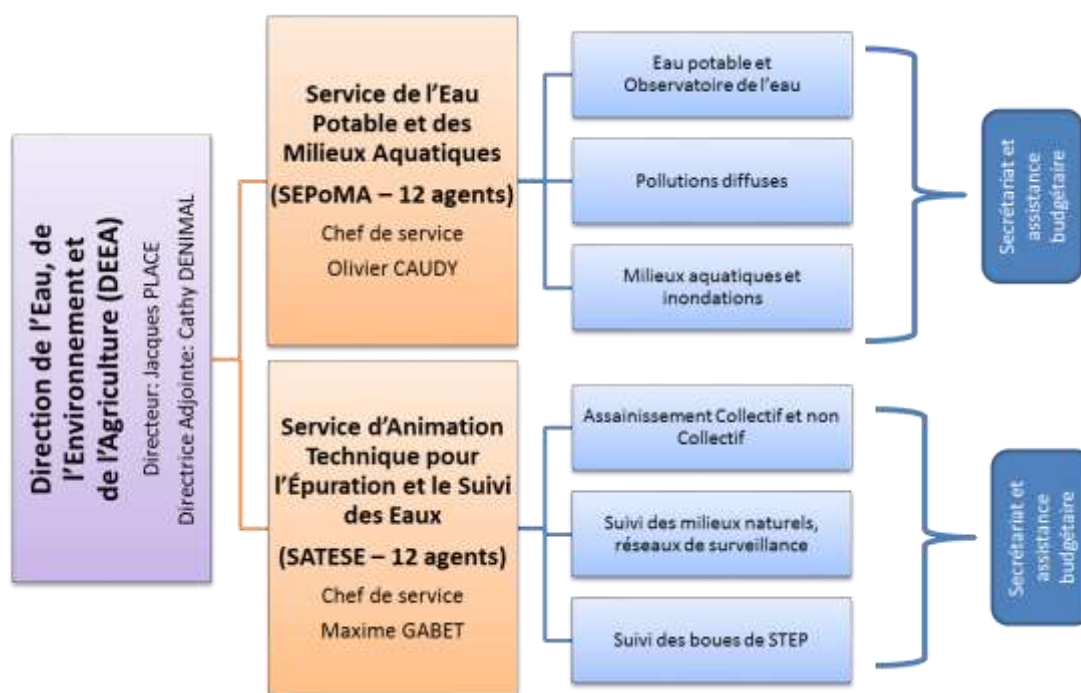 Direction de l'Eau, de
l'Environnement et
de l'Agriculture (DEEA)
Directeur: Jacques PLACE
Directrice Adjointe: Cathy DENIMAL
Service de l'Eau
Potable et des
Milieux Aquatiques
(SEPoMA – 12 agents)
Chef de service
Olivier CAUDY
Eau potable et
Observatoire de l'eau
Pollutions diffuses
Milieux aquatiques et
inondations
Secrétariat et
assistance
budgétaire
Service d'Animation
Technique pour
l'Épuration et le Suivi
des Eaux
(SATESE – 12 agents)
Chef de service
Maxime GABET
Assainissement Collectif et non
Collectif
Suivi des milieux naturels,
réseaux de surveillance
Suivi des boues de STEP
Secrétariat et
assistance
budgétaire